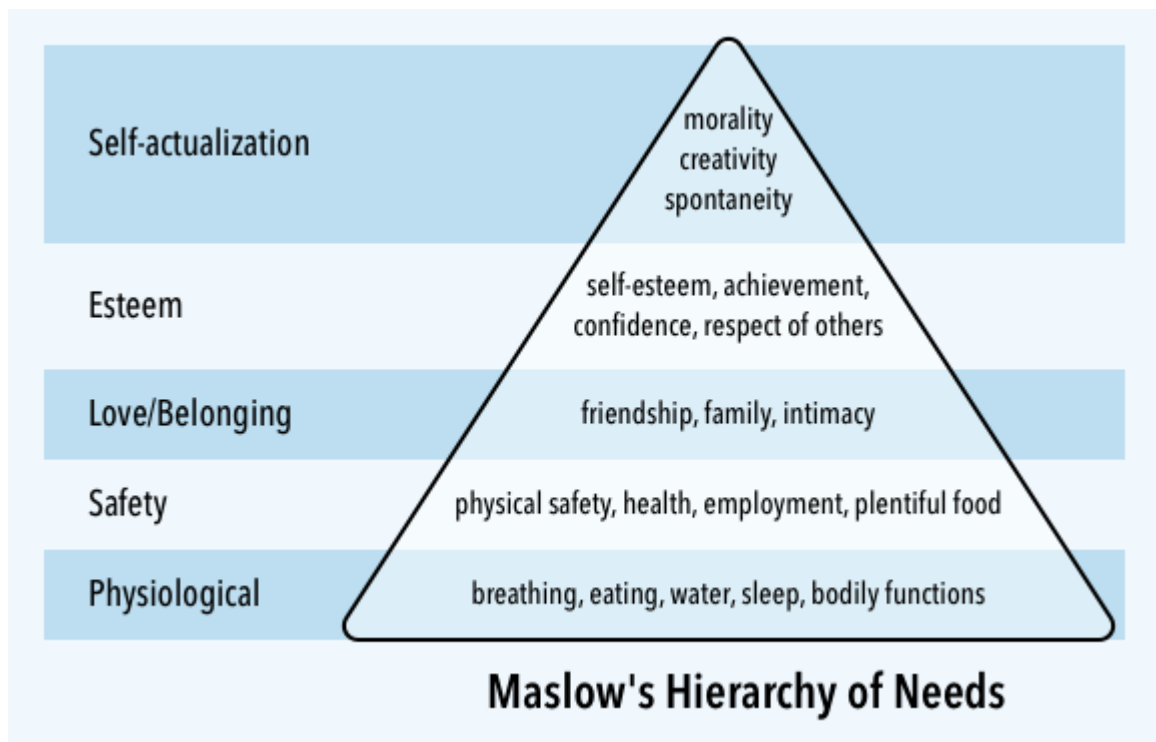 Self-actualization
morality
creativity
spontaneity
Esteem
self-esteem, achievement,
confidence, respect of others
Love/Belonging
friendship, family, intimacy
Safety
physical safety, health, employment, plentiful food
Physiological
breathing, eating, water, sleep, bodily functions
Maslow's Hierarchy of Needs